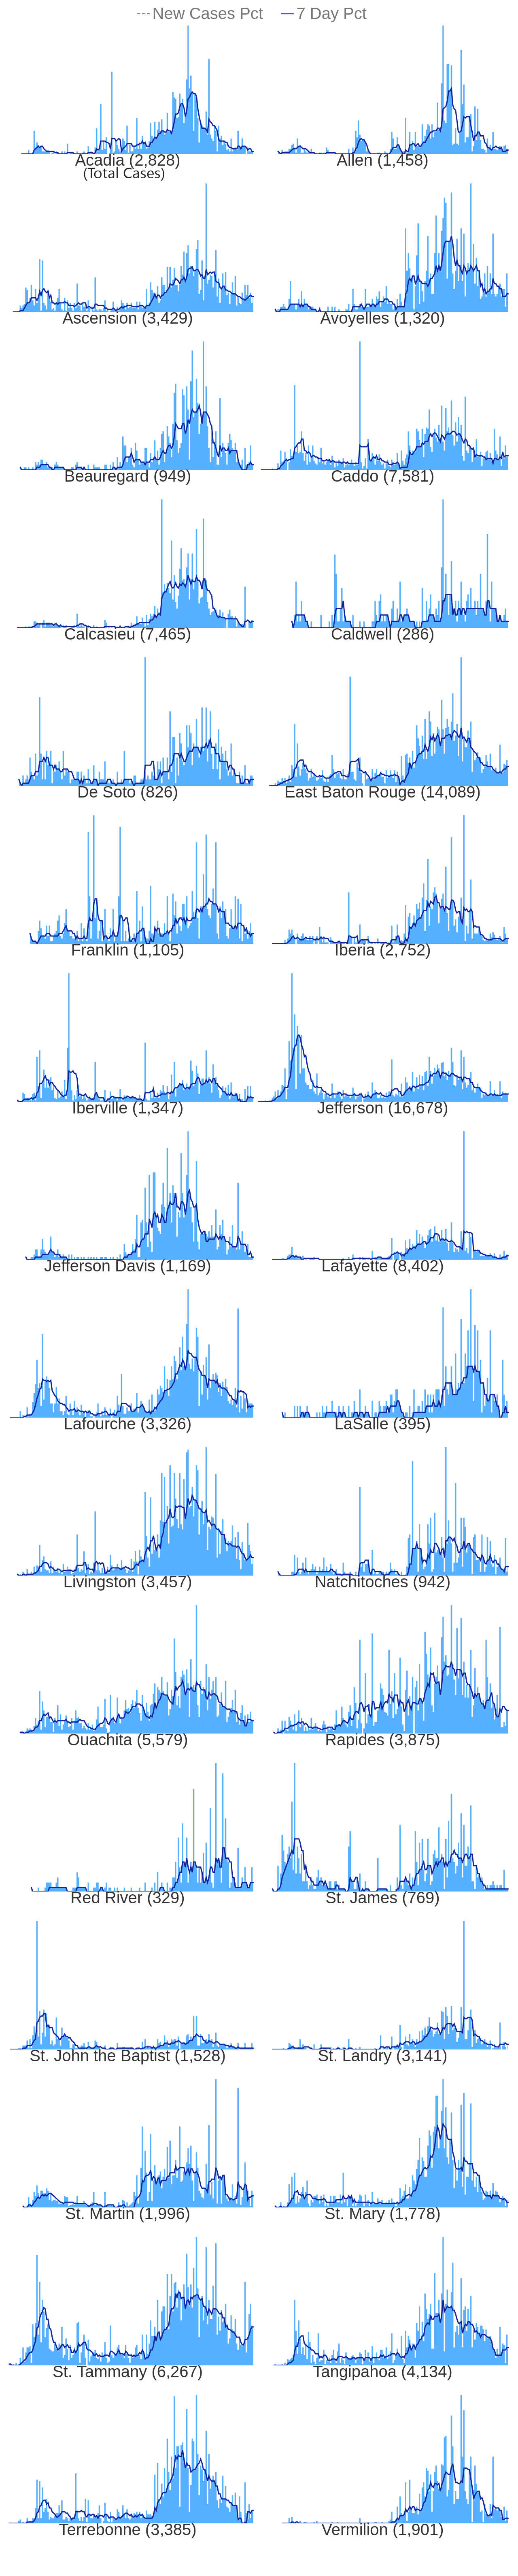 New Cases Pct 7 Day Pct
Acadia (2,828) Allen (1,458)
(Total Cases)
Ascension (3,429) Avoyelles (1,320)
Beauregard (949) Caddo (7,581)
Calcasieu (7,465) Caldwell (286)
De Soto (826) East Baton Rouge (14,089)
Franklin (1,105) Iberia (2,752)
Iberville (1,347) Jefferson (16,678)
Jefferson Davis (1,169) Lafayette (8,402)
Lafourche (3,326) LaSalle (395)
Livingston (3,457) Natchitoches (942)
Ouachita (5,579) Rapides (3,875)
Red River (329) St. James (769)
St. John the Baptist (1,528) St. Landry (3,141)
St. Martin (1,996) St. Mary (1,778)
St. Tammany (6,267) Tangipahoa (4,134)
Terrebonne (3,385) Vermilion (1,901)